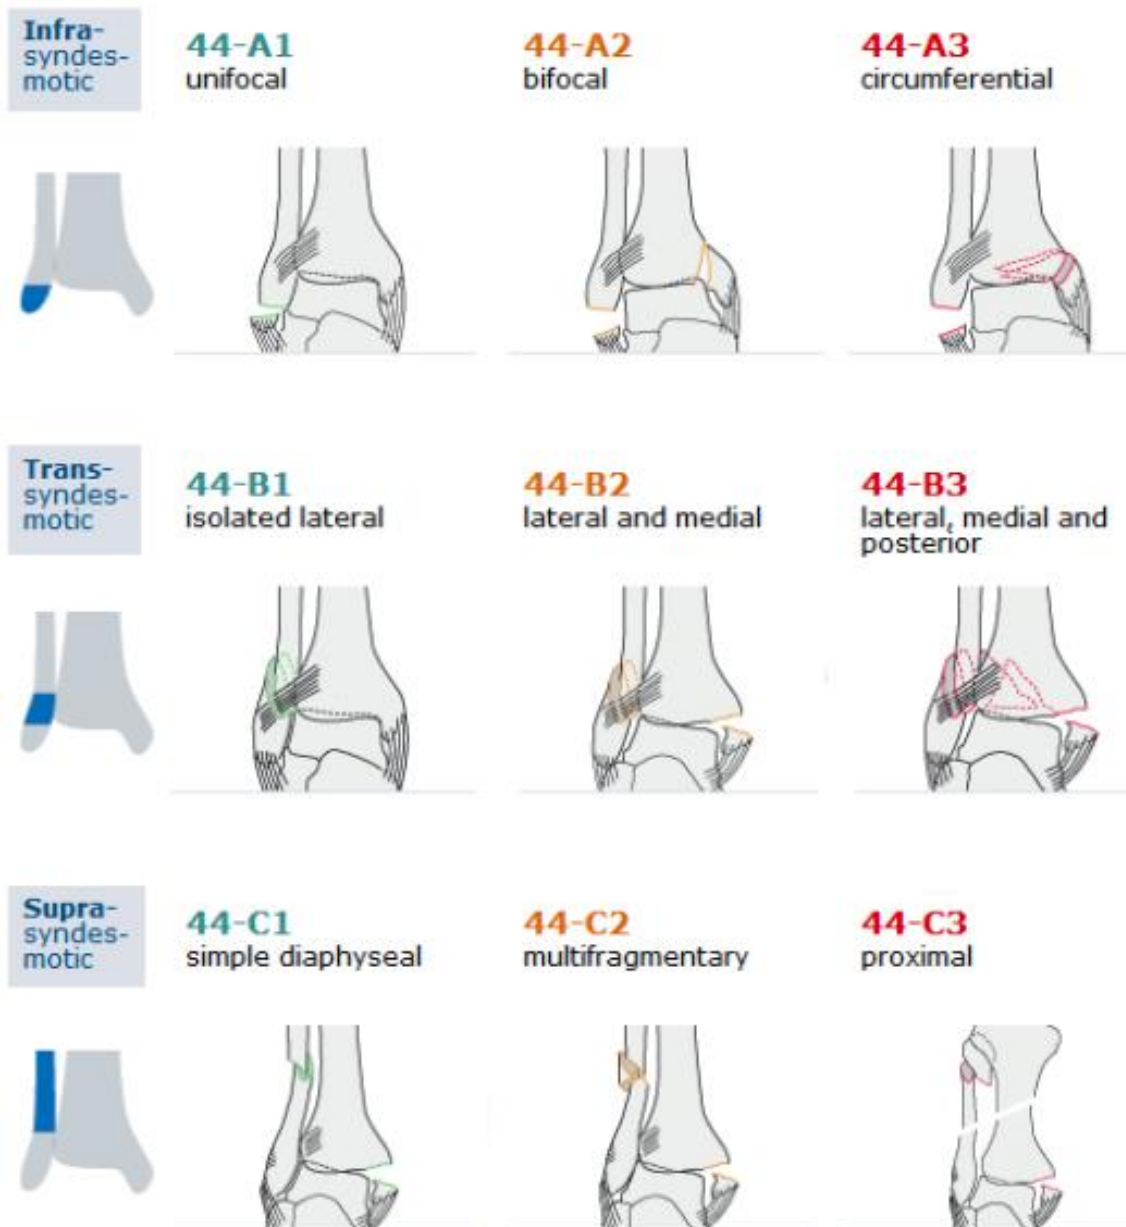 Infra-
syndes-
motic
44-A1
unifocal
44-A2
bifocal
44-A3
circumferential
Trans-
syndes-
motic
44-B1
isolated lateral
44-B2
lateral and medial
44-B3
lateral, medial and
posterior
Supra-
syndes-
motic
44-C1
simple diaphyseal
44-C2
multifragmentary
44-C3
proximal